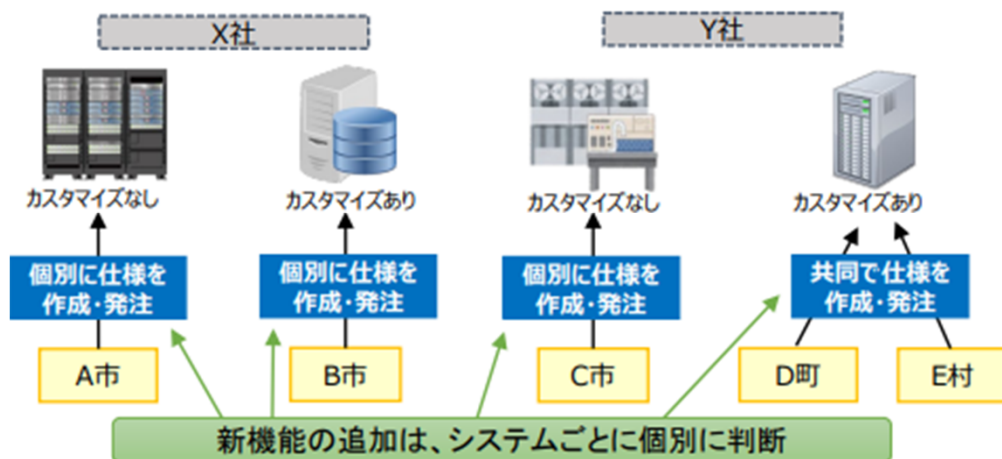 X社
Y社
カスタマイズなし
カスタマイズあり
カスタマイズなし
カスタマイズあり
個別に仕様を
作成・発注
個別に仕様を
作成・発注
個別に仕様を
作成・発注
共同で仕様を
作成・発注
A市
B市
C市
D町
E村
新機能の追加は、システムごとに個別に判断